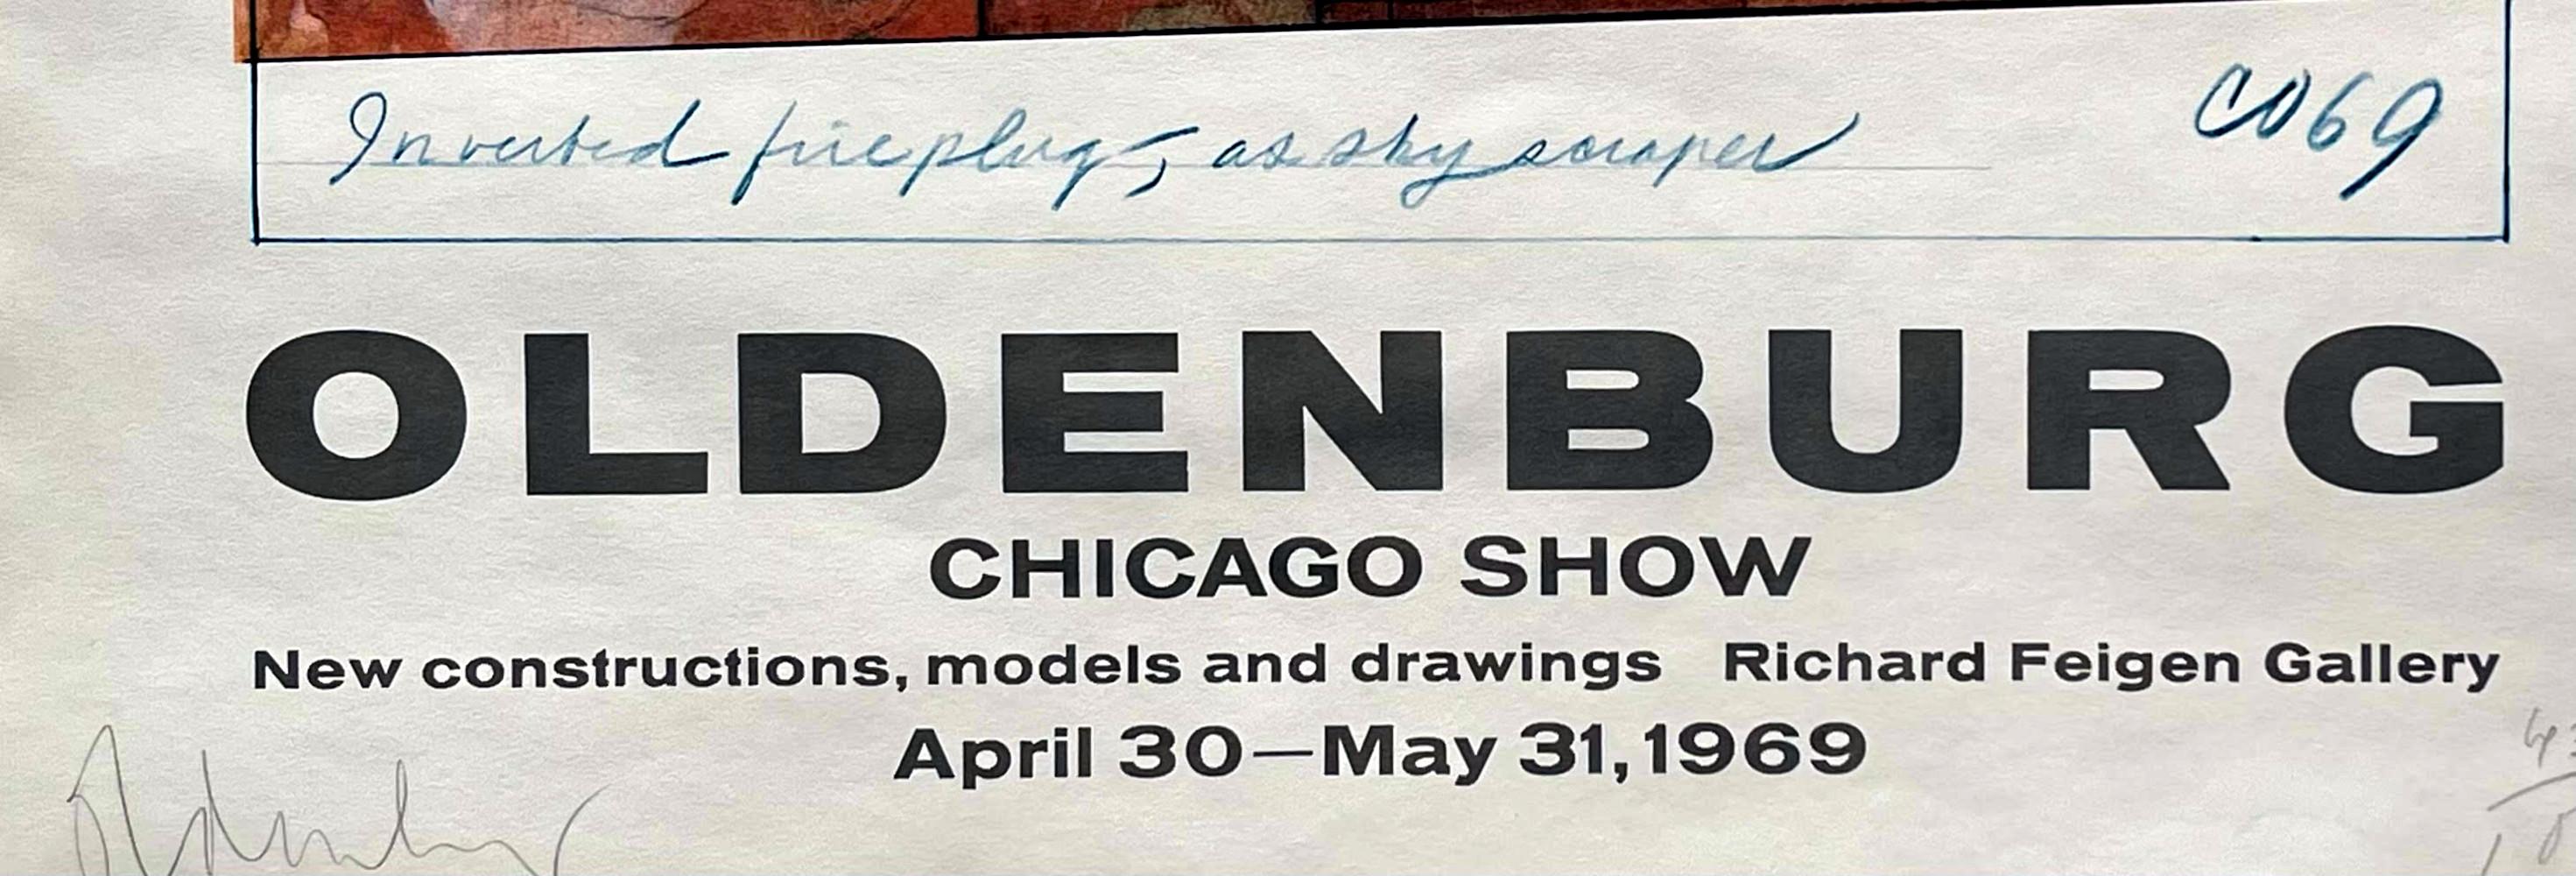 Inverted fireplug, as sky scraper CO69
OLDENBURG
CHICAGO SHOW
New constructions, models and drawings Richard Feigen Gallery
April 30—May 31, 1969
Oldenburg